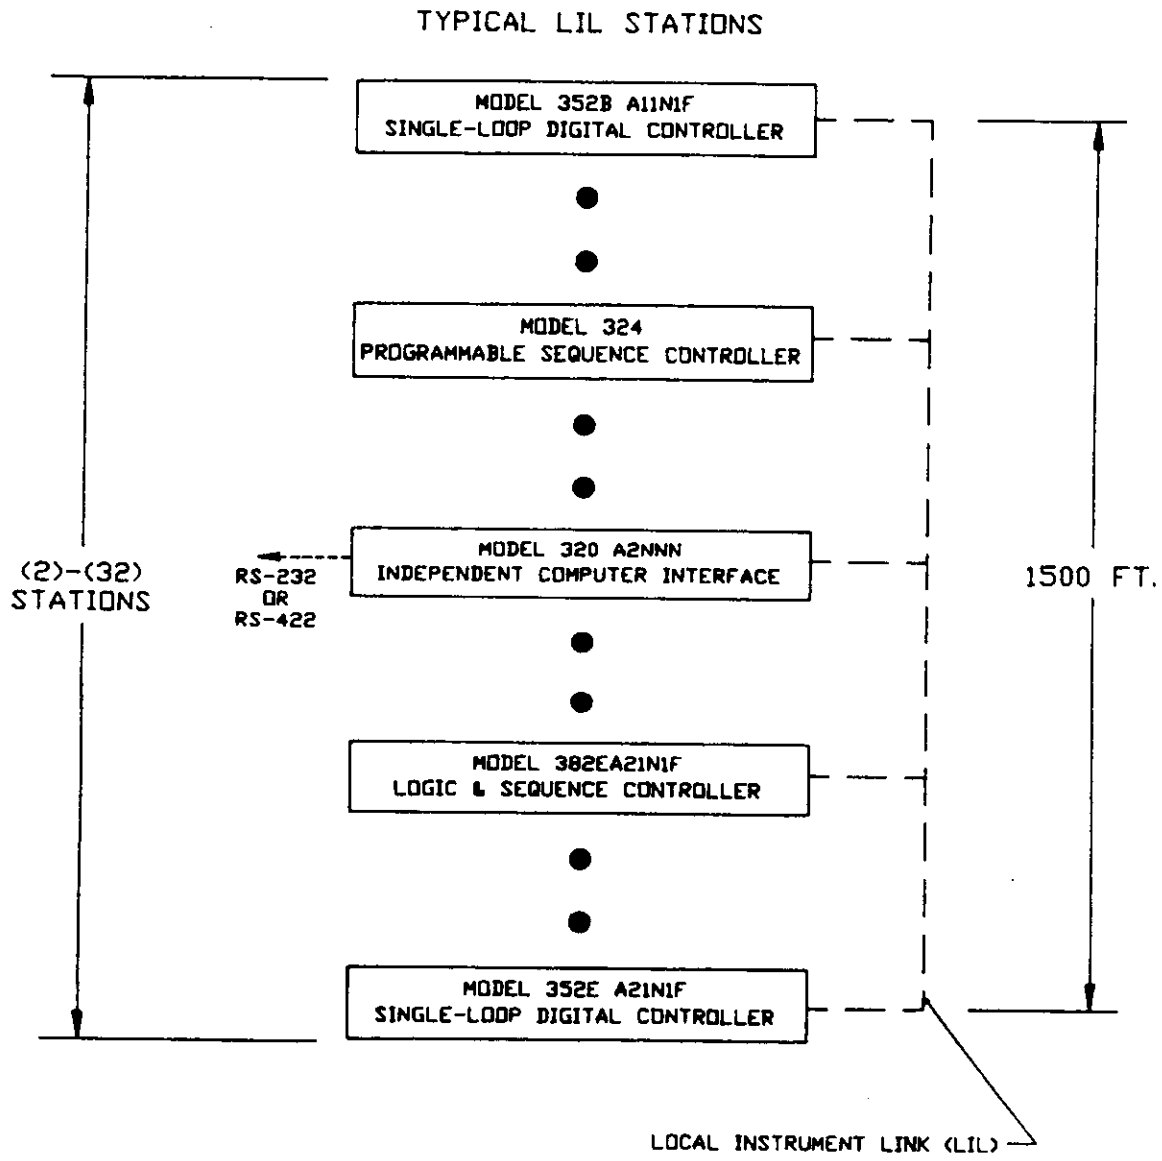 TYPICAL LIL STATIONS
MODEL 352B A11N1F
SINGLE-LOOP DIGITAL CONTROLLER
MODEL 324
PROGRAMMABLE SEQUENCE CONTROLLER
(2)-(32)
STATIONS
RS-232
OR
RS-422
MODEL 320 A2NNN
INDEPENDENT COMPUTER INTERFACE
1500 FT.
MODEL 382EA21N1F
LOGIC & SEQUENCE CONTROLLER
MODEL 352E A21N1F
SINGLE-LOOP DIGITAL CONTROLLER
LOCAL INSTRUMENT LINK (LIL)